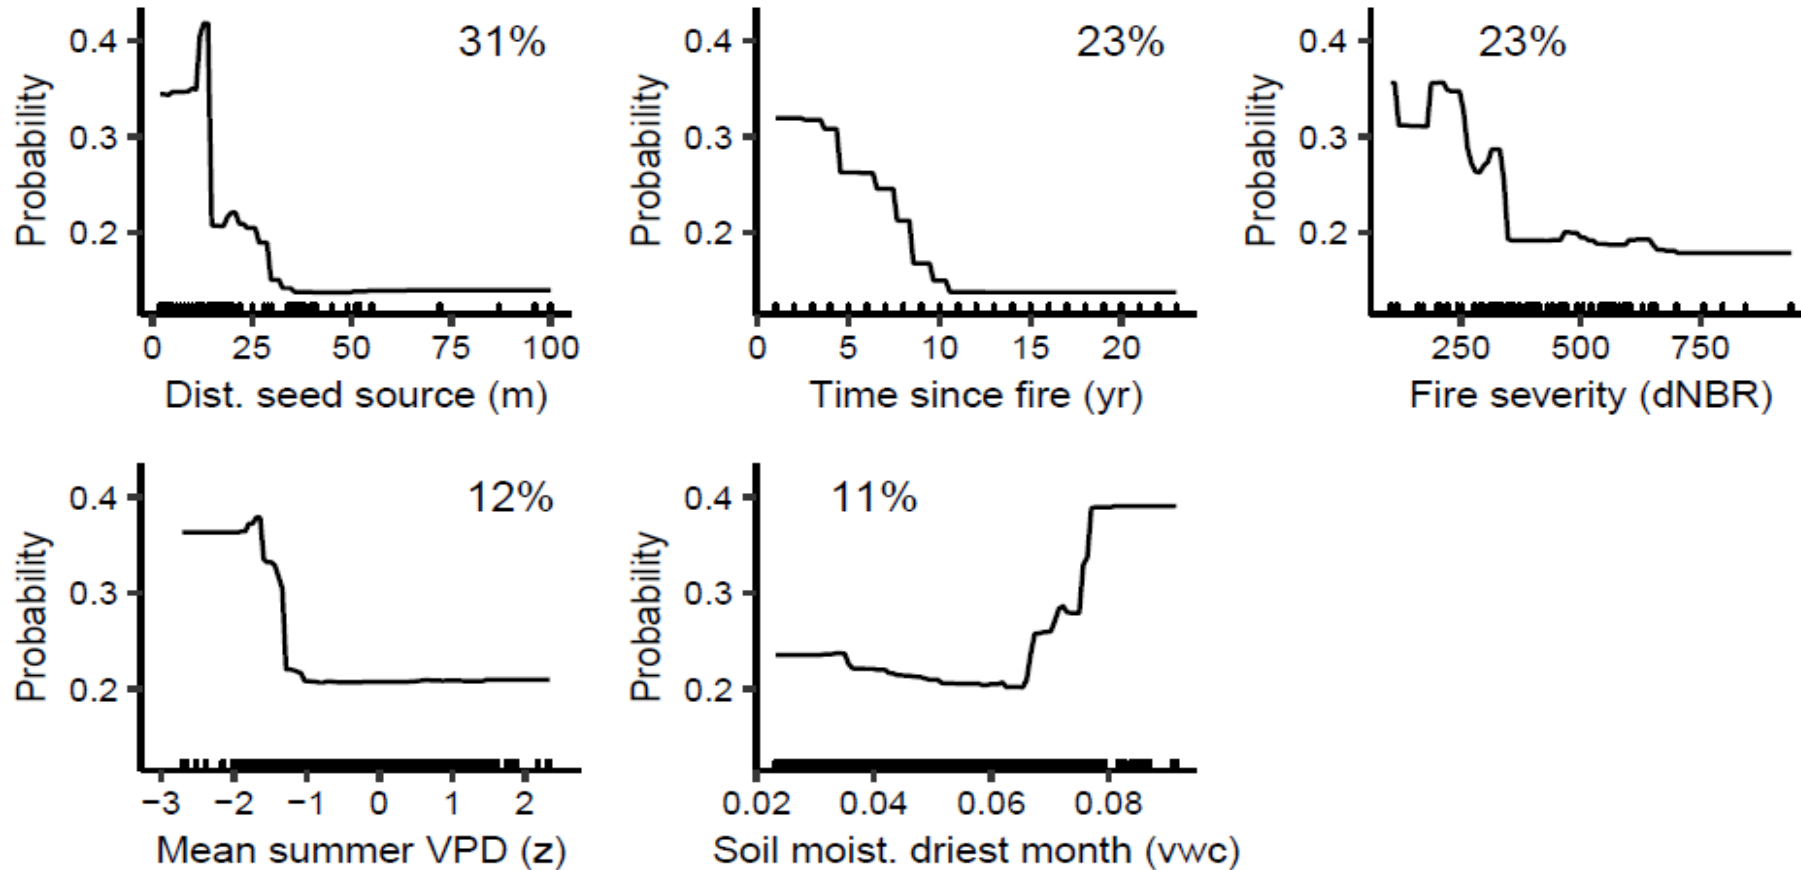 31%
0.4
0.3
0.2
Probability
0 25 50 75 100
Dist. seed source (m)
23%
0.4
0.3
0.2
Probability
0 5 10 15 20
Time since fire (yr)
23%
0.4
0.3
0.2
Probability
250 500 750
Fire severity (dNBR)
12%
0.4
0.3
0.2
Probability
−3 −2 −1 0 1 2
Mean summer VPD (z)
11%
0.4
0.3
0.2
Probability
0.02 0.04 0.06 0.08
Soil moist. driest month (vwc)